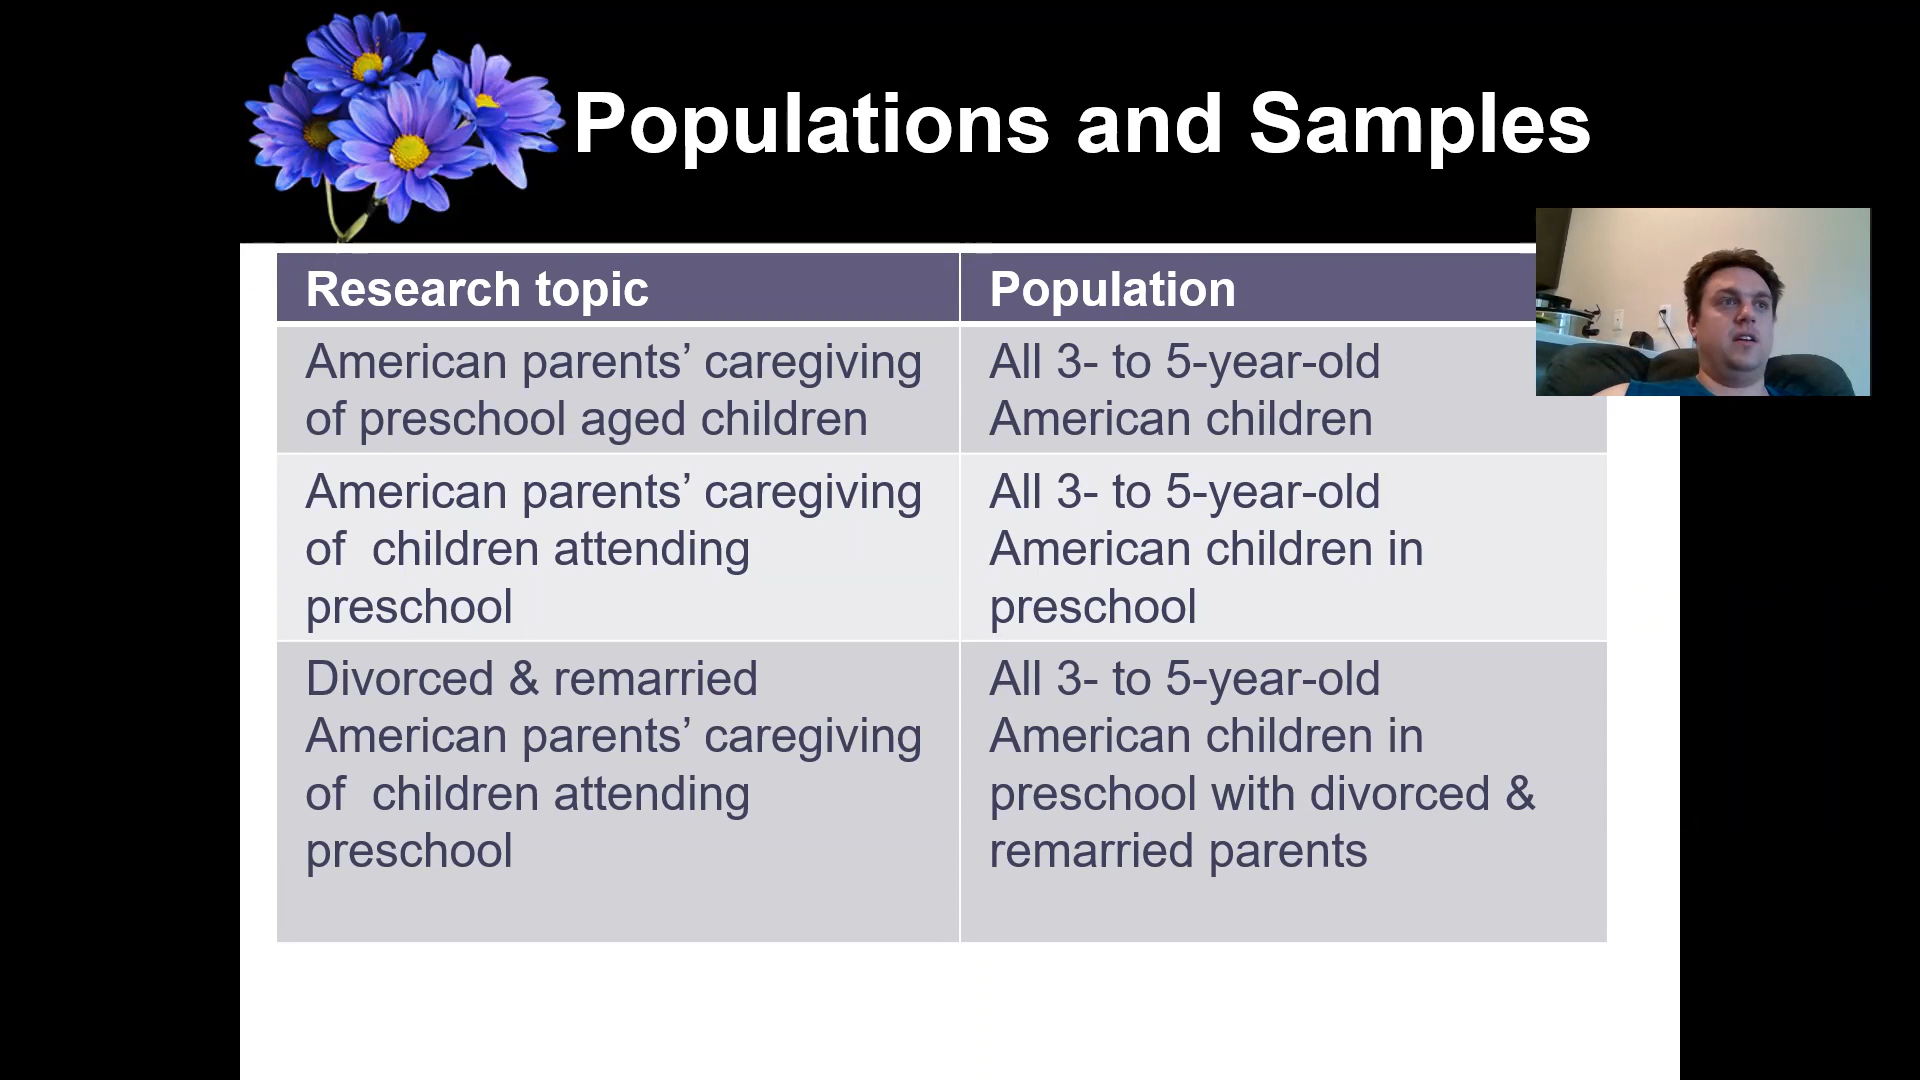 Populations and Samples
Research topic
Population
American parents’ caregiving
of preschool aged children
All 3- to 5-year-old
American children
American parents’ caregiving
of  children attending
preschool
All 3- to 5-year-old
American children in
preschool
Divorced & remarried
American parents’ caregiving
of  children attending
preschool
All 3- to 5-year-old
American children in
preschool with divorced &
remarried parents